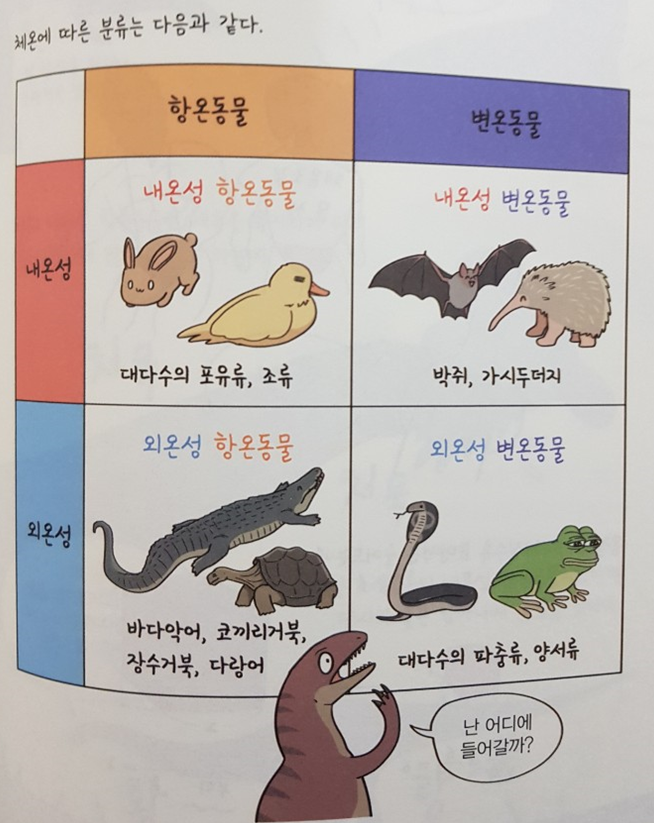 체온에 따른 분류는 다음과 같다.
항온동물
변온동물
내온성
내온성 항온동물
대다수의 포유류, 조류
내온성 변온동물
박쥐, 가시두더지
외온성
외온성 항온동물
바다악어, 코끼리거북,
장수거북, 다랑어
외온성 변온동물
대다수의 파충류, 양서류
난 어디에
들어갈까?